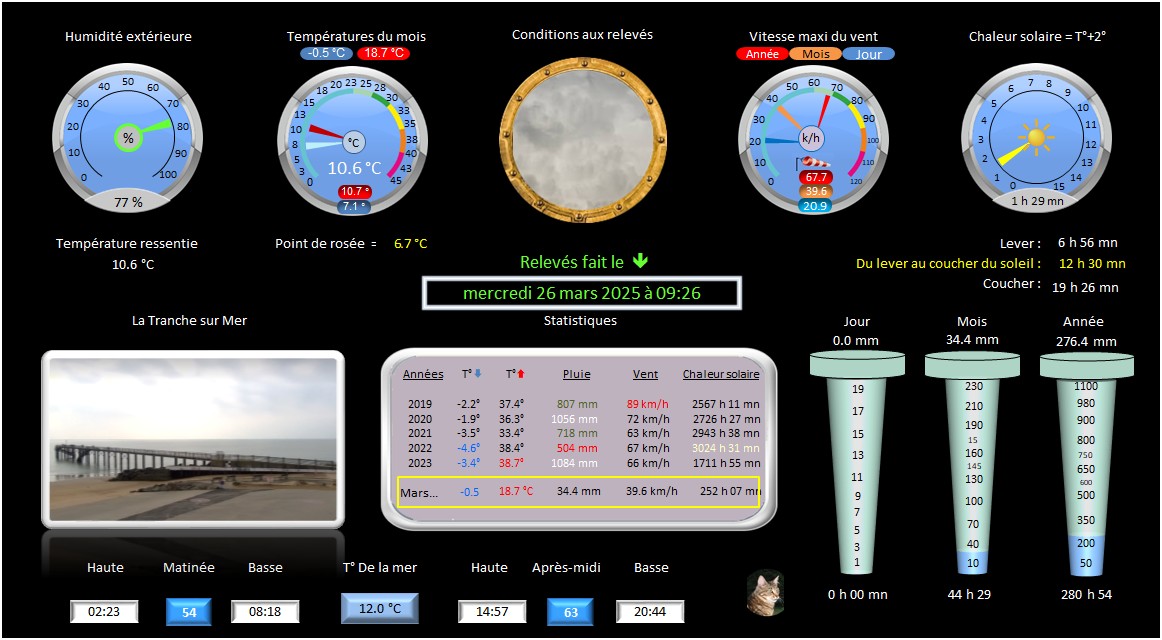 Humidité extérieure
Températures du mois
Conditions aux relevés
Vitesse maxi du vent
Chaleur solaire = T°+2°
-0.5 °C 18.7 °C
Année Mois Jour
0 10 20 30 40 50 60 70 80 90 100
%
77 %
0 3 5 8 10 13 15 18 20 23 25 28 30 33 35 38 40 43 45
°C
10.6 °C
10.7 °
7.1 °
0 10 20 30 40 50 60 70 80 90 100 110 120
k/h
67.7
39.6
20.9
0 1 2 3 4 5 6 7 8 9 10 11 12 13 14 15
1 h 29 mn
Température ressentie
10.6 °C
Point de rosée = 6.7 °C
Lever : 6 h 56 mn
Du lever au coucher du soleil : 12 h 30 mn
Coucher : 19 h 26 mn
Relevés fait le
mercredi 26 mars 2025 à 09:26
La Tranche sur Mer
Statistiques
Années T° T° Pluie Vent Chaleur solaire
2019 -2.2° 37.4° 807 mm 89 km/h 2567 h 11 mn
2020 -1.9° 36.3° 1056 mm 72 km/h 2726 h 27 mn
2021 -3.5° 33.4° 718 mm 63 km/h 2943 h 38 mn
2022 -4.6° 38.4° 504 mm 67 km/h 3024 h 31 mn
2023 -3.4° 38.7° 1084 mm 66 km/h 1711 h 55 mn
Mars... -0.5 18.7 °C 34.4 mm 39.6 km/h 252 h 07 mn
Jour
0.0 mm
19
17
15
13
11
9
7
5
3
1
0 h 00 mn
Mois
34.4 mm
230
210
190
15
160
145
130
100
70
40
10
44 h 29
Année
276.4 mm
1100
980
900
800
750
650
600
500
350
200
50
280 h 54
Haute Matinée Basse
02:23 54 08:18
T° De la mer
12.0 °C
Haute Après-midi Basse
14:57 63 20:44